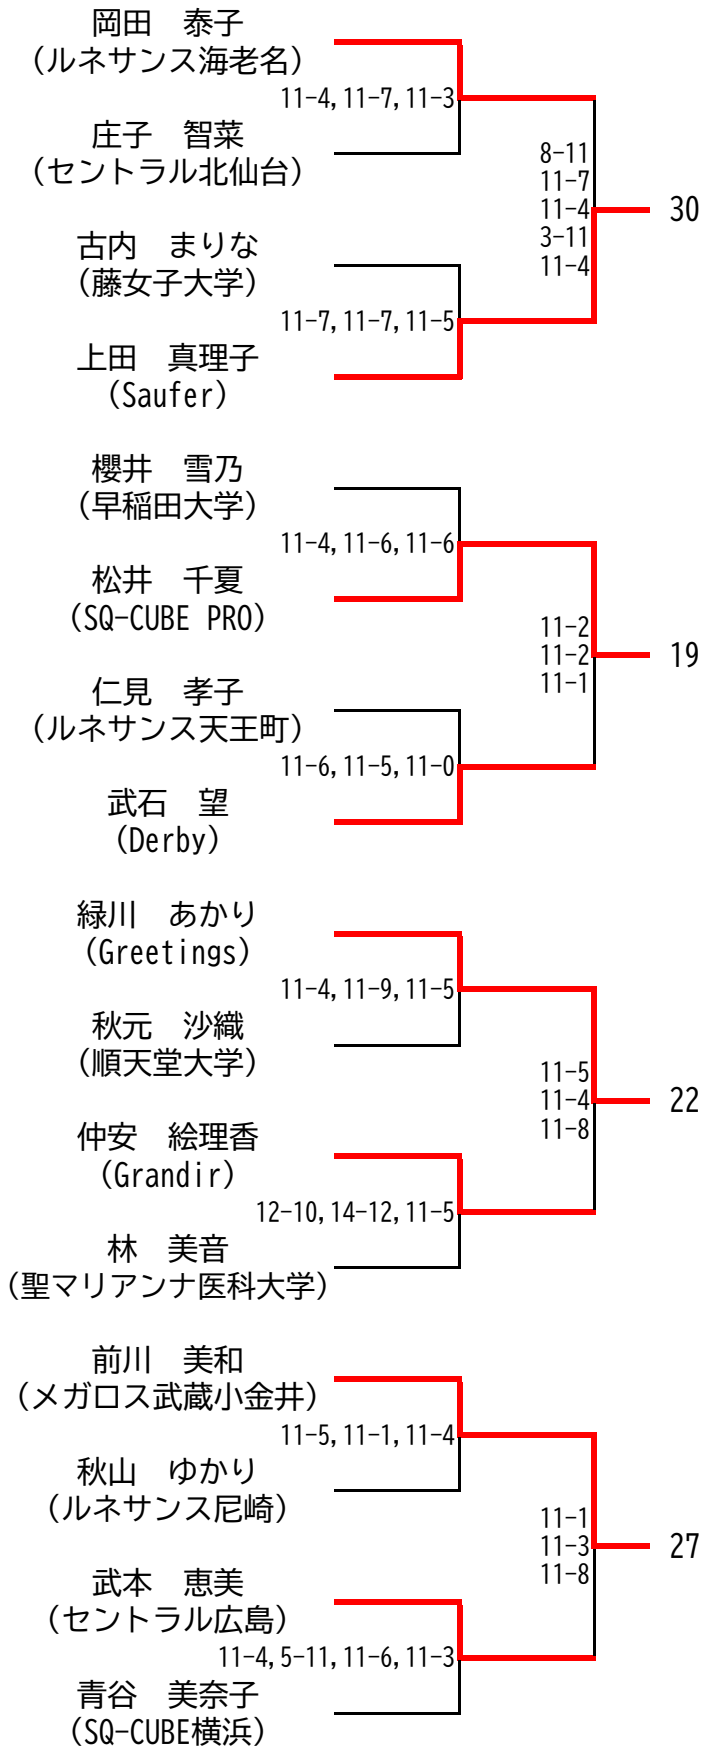 岡田　泰子
(ルネサンス海老名)
11-4,11-7,11-3
庄子　智菜
(セントラル北仙台)
8-11
11-7
11-4
3-11
11-4
30
古内　まりな
(藤女子大学)
11-7,11-7,11-5
上田　真理子
(Saufer)
櫻井　雪乃
(早稲田大学)
11-4,11-6,11-6
松井　千夏
(SQ-CUBE PRO)
11-2
11-2
11-1
19
仁見　孝子
(ルネサンス天王町)
11-6,11-5,11-0
武石　望
(Derby)
緑川　あかり
(Greetings)
11-4,11-9,11-5
秋元　沙織
(順天堂大学)
11-5
11-4
11-8
22
仲安　絵理香
(Grandir)
12-10,14-12,11-5
林　美音
(聖マリアンナ医科大学)
前川　美和
(メガロス武蔵小金井)
11-5,11-1,11-4
秋山　ゆかり
(ルネサンス尼崎)
11-1
11-3
11-8
27
武本　恵美
(セントラル広島)
11-4,5-11,11-6,11-3
青谷　美奈子
(SQ-CUBE横浜)